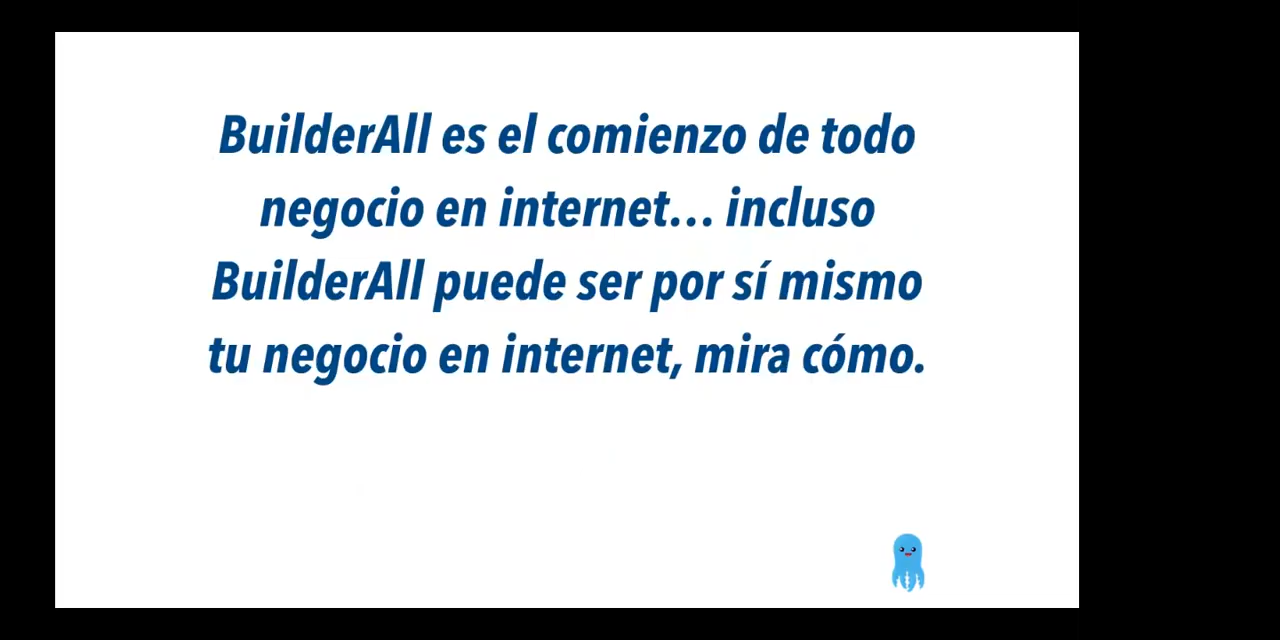 BuilderAll es el comienzo de todo
negocio en internet... incluso
BuilderAll puede ser por sí mismo
tu negocio en internet, mira cómo.